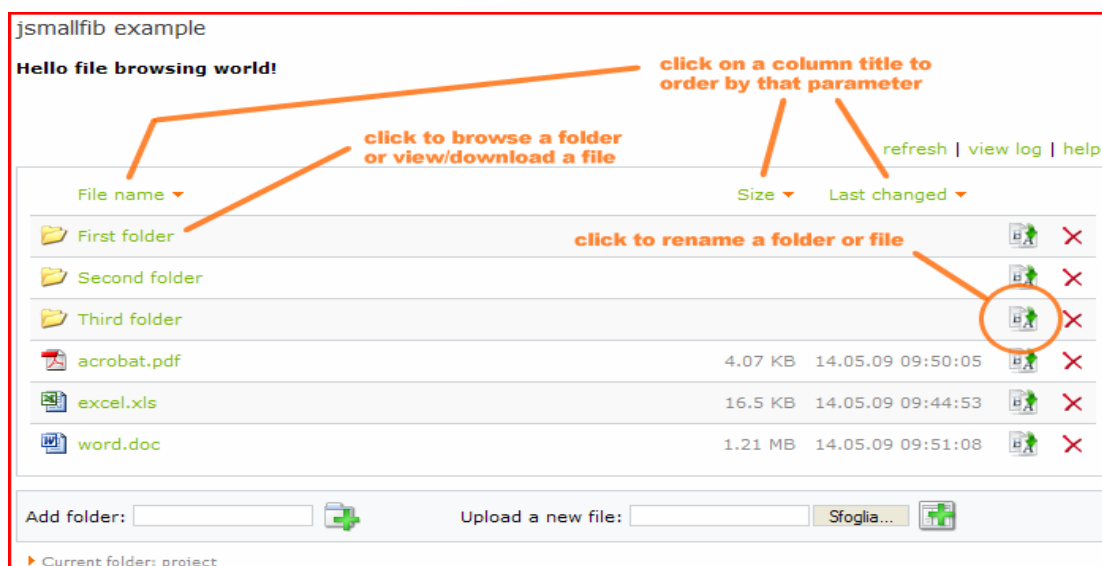 jsmallfib example
Hello file browsing world!
click on a column title to
order by that parameter
click to browse a folder
or view/download a file
refresh | view log | help
File name Size Last changed
First folder
click to rename a folder or file
Second folder
Third folder
acrobat.pdf 4.07 KB 14.05.09 09:50:05
excel.xls 16.5 KB 14.05.09 09:44:53
word.doc 1.21 MB 14.05.09 09:51:08
Add folder: Upload a new file: Sfoglia...
Current folder: project